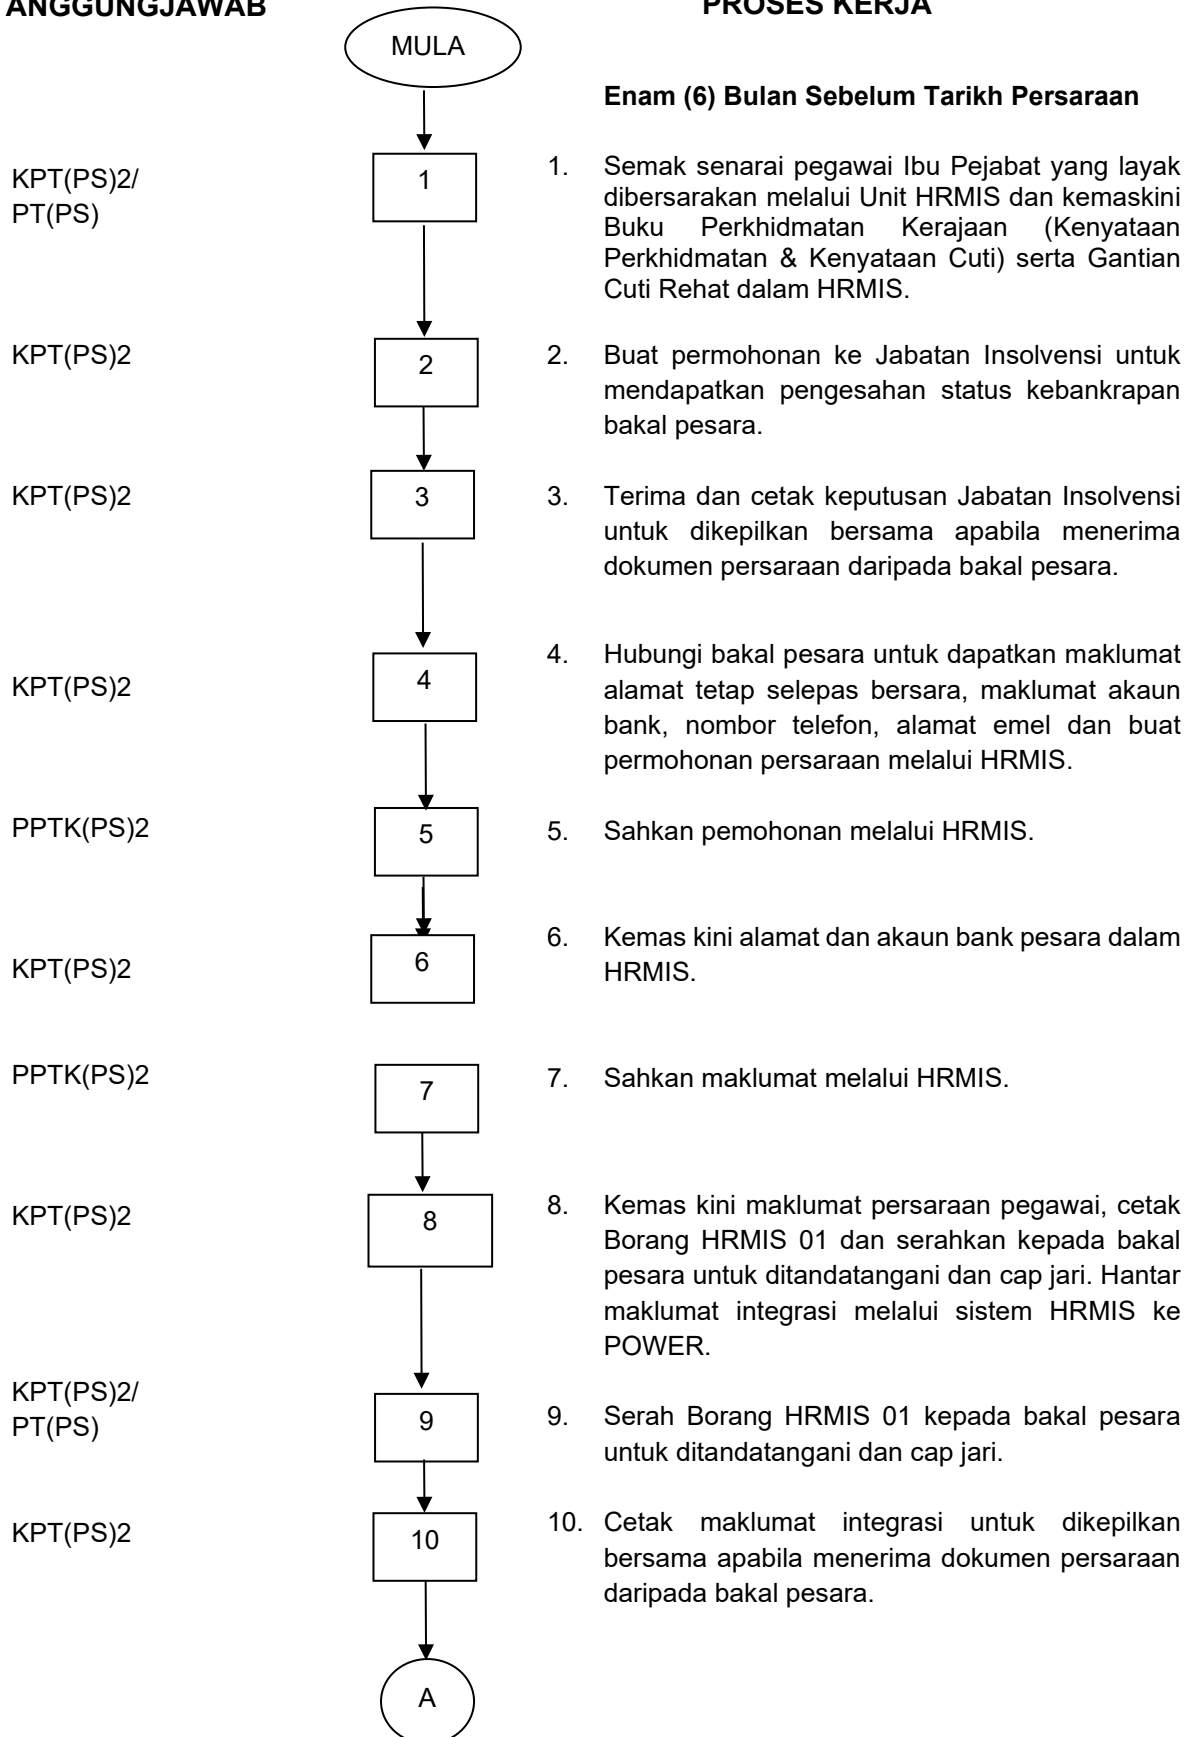 ANGGUNGJAWAB
PROSES KERJA
MULA
Enam (6) Bulan Sebelum Tarikh Persaraan
KPT(PS)2/
PT(PS)
1
1. Semak senarai pegawai Ibu Pejabat yang layak
dibersarakan melalui Unit HRMIS dan kemaskini
Buku Perkhidmatan Kerajaan (Kenyataan
Perkhidmatan & Kenyataan Cuti) serta Gantian
Cuti Rehat dalam HRMIS.
KPT(PS)2
2
2. Buat permohonan ke Jabatan Insolvensi untuk
mendapatkan pengesahan status kebankrapan
bakal pesara.
KPT(PS)2
3
3. Terima dan cetak keputusan Jabatan Insolvensi
untuk dikepilkan bersama apabila menerima
dokumen persaraan daripada bakal pesara.
KPT(PS)2
4
4. Hubungi bakal pesara untuk dapatkan maklumat
alamat tetap selepas bersara, maklumat akaun
bank, nombor telefon, alamat emel dan buat
permohonan persaraan melalui HRMIS.
PPTK(PS)2
5
5. Sahkan pemohonan melalui HRMIS.
KPT(PS)2
6
6. Kemas kini alamat dan akaun bank pesara dalam
HRMIS.
PPTK(PS)2
7
7. Sahkan maklumat melalui HRMIS.
KPT(PS)2
8
8. Kemas kini maklumat persaraan pegawai, cetak
Borang HRMIS 01 dan serahkan kepada bakal
pesara untuk ditandatangani dan cap jari. Hantar
maklumat integrasi melalui sistem HRMIS ke
POWER.
KPT(PS)2/
PT(PS)
9
9. Serah Borang HRMIS 01 kepada bakal pesara
untuk ditandatangani dan cap jari.
KPT(PS)2
10
10. Cetak maklumat integrasi untuk dikepilkan
bersama apabila menerima dokumen persaraan
daripada bakal pesara.
A